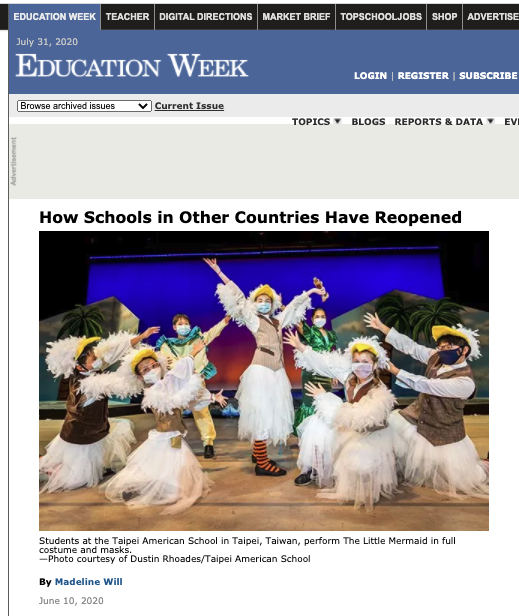 EDUCATION WEEK TEACHER DIGITAL DIRECTIONS MARKET BRIEF TOPSCHOOLJOBS SHOP ADVERTISE
July 31, 2020
EDUCATION WEEK
LOGIN | REGISTER | SUBSCRIBE
Browse archived issues Current Issue
TOPICS BLOGS REPORTS & DATA
Advertisement
How Schools in Other Countries Have Reopened
Students at the Taipei American School in Taipei, Taiwan, perform The Little Mermaid in full
costume and masks.
—Photo courtesy of Dustin Rhoades/Taipei American School
By Madeline Will
June 10, 2020